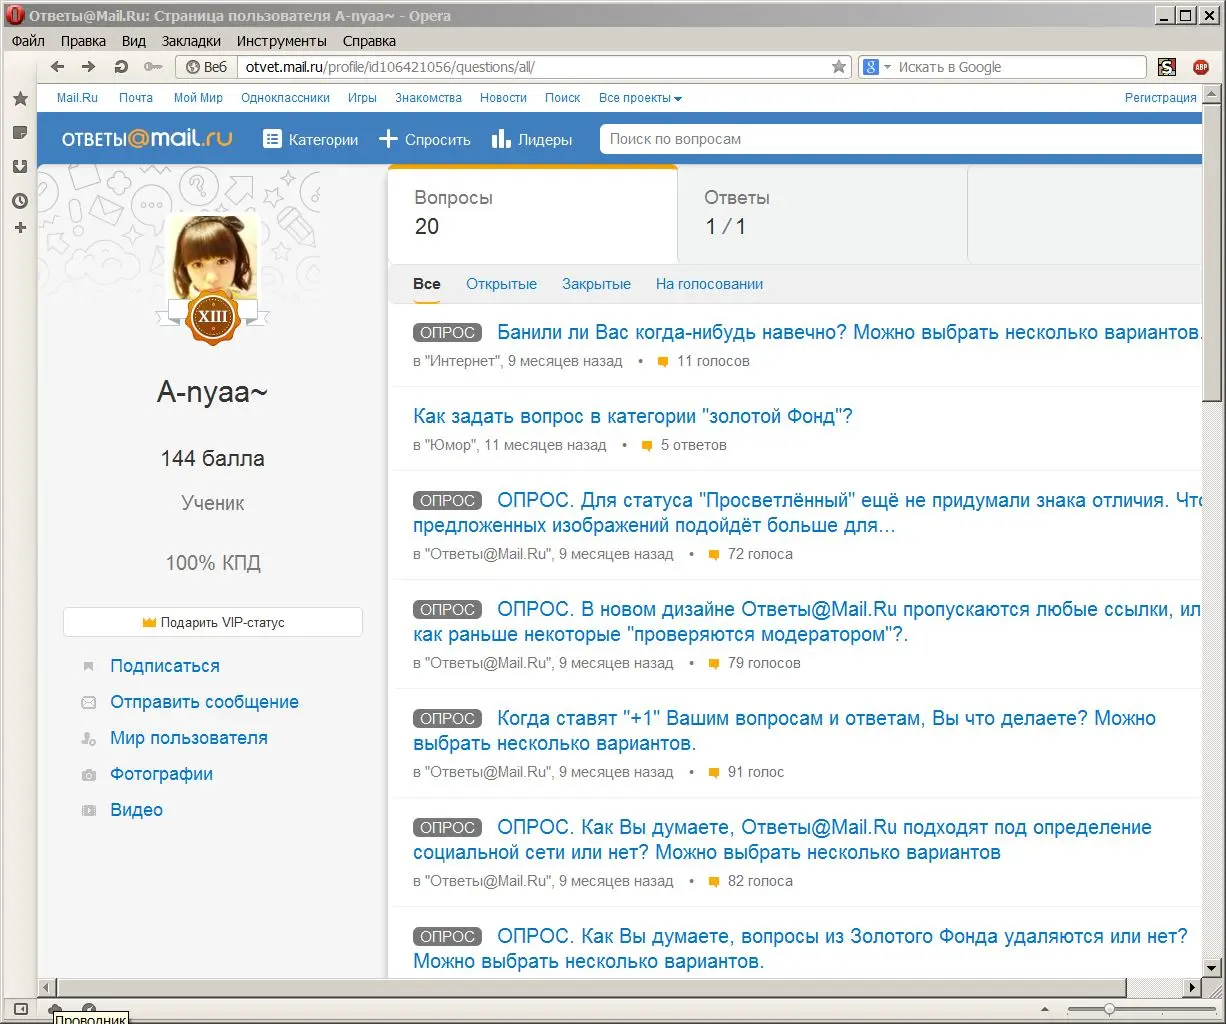 Ответы@Mail.Ru: Страница пользователя A-nyaa~ - Opera
Файл Правка Вид Закладки Инструменты Справка
Веб otvet.mail.ru/profile/id106421056/questions/all/ Искать в Google
Mail.Ru Почта Мой Мир Одноклассники Игры Знакомства Новости Поиск Все проекты Регистрация
ОТВЕТЫ@mail.ru Категории Спросить Лидеры Поиск по вопросам
XIII
A-nyaa~
144 балла
Ученик
100% КПД
Подарить VIP-статус
Подписаться
Отправить сообщение
Мир пользователя
Фотографии
Видео
Вопросы
20
Ответы
1 / 1
Все Открытые Закрытые На голосовании
ОПРОС Банили ли Вас когда-нибудь навечно? Можно выбрать несколько вариантов.
в "Интернет", 9 месяцев назад • 11 голосов
Как задать вопрос в категории "золотой Фонд"?
в "Юмор", 11 месяцев назад • 5 ответов
ОПРОС ОПРОС. Для статуса "Просветлённый" ещё не придумали знака отличия. Что
предложенных изображений подойдёт больше для...
в "Ответы@Mail.Ru", 9 месяцев назад • 72 голоса
ОПРОС ОПРОС. В новом дизайне Ответы@Mail.Ru пропускаются любые ссылки, ил
как раньше некоторые "проверяются модератором"?.
в "Ответы@Mail.Ru", 9 месяцев назад • 79 голосов
ОПРОС Когда ставят "+1" Вашим вопросам и ответам, Вы что делаете? Можно
выбрать несколько вариантов.
в "Ответы@Mail.Ru", 9 месяцев назад • 91 голос
ОПРОС ОПРОС. Как Вы думаете, Ответы@Mail.Ru подходят под определение
социальной сети или нет? Можно выбрать несколько вариантов
в "Ответы@Mail.Ru", 9 месяцев назад • 82 голоса
ОПРОС ОПРОС. Как Вы думаете, вопросы из Золотого Фонда удаляются или нет?
Можно выбрать несколько вариантов.
Проводник